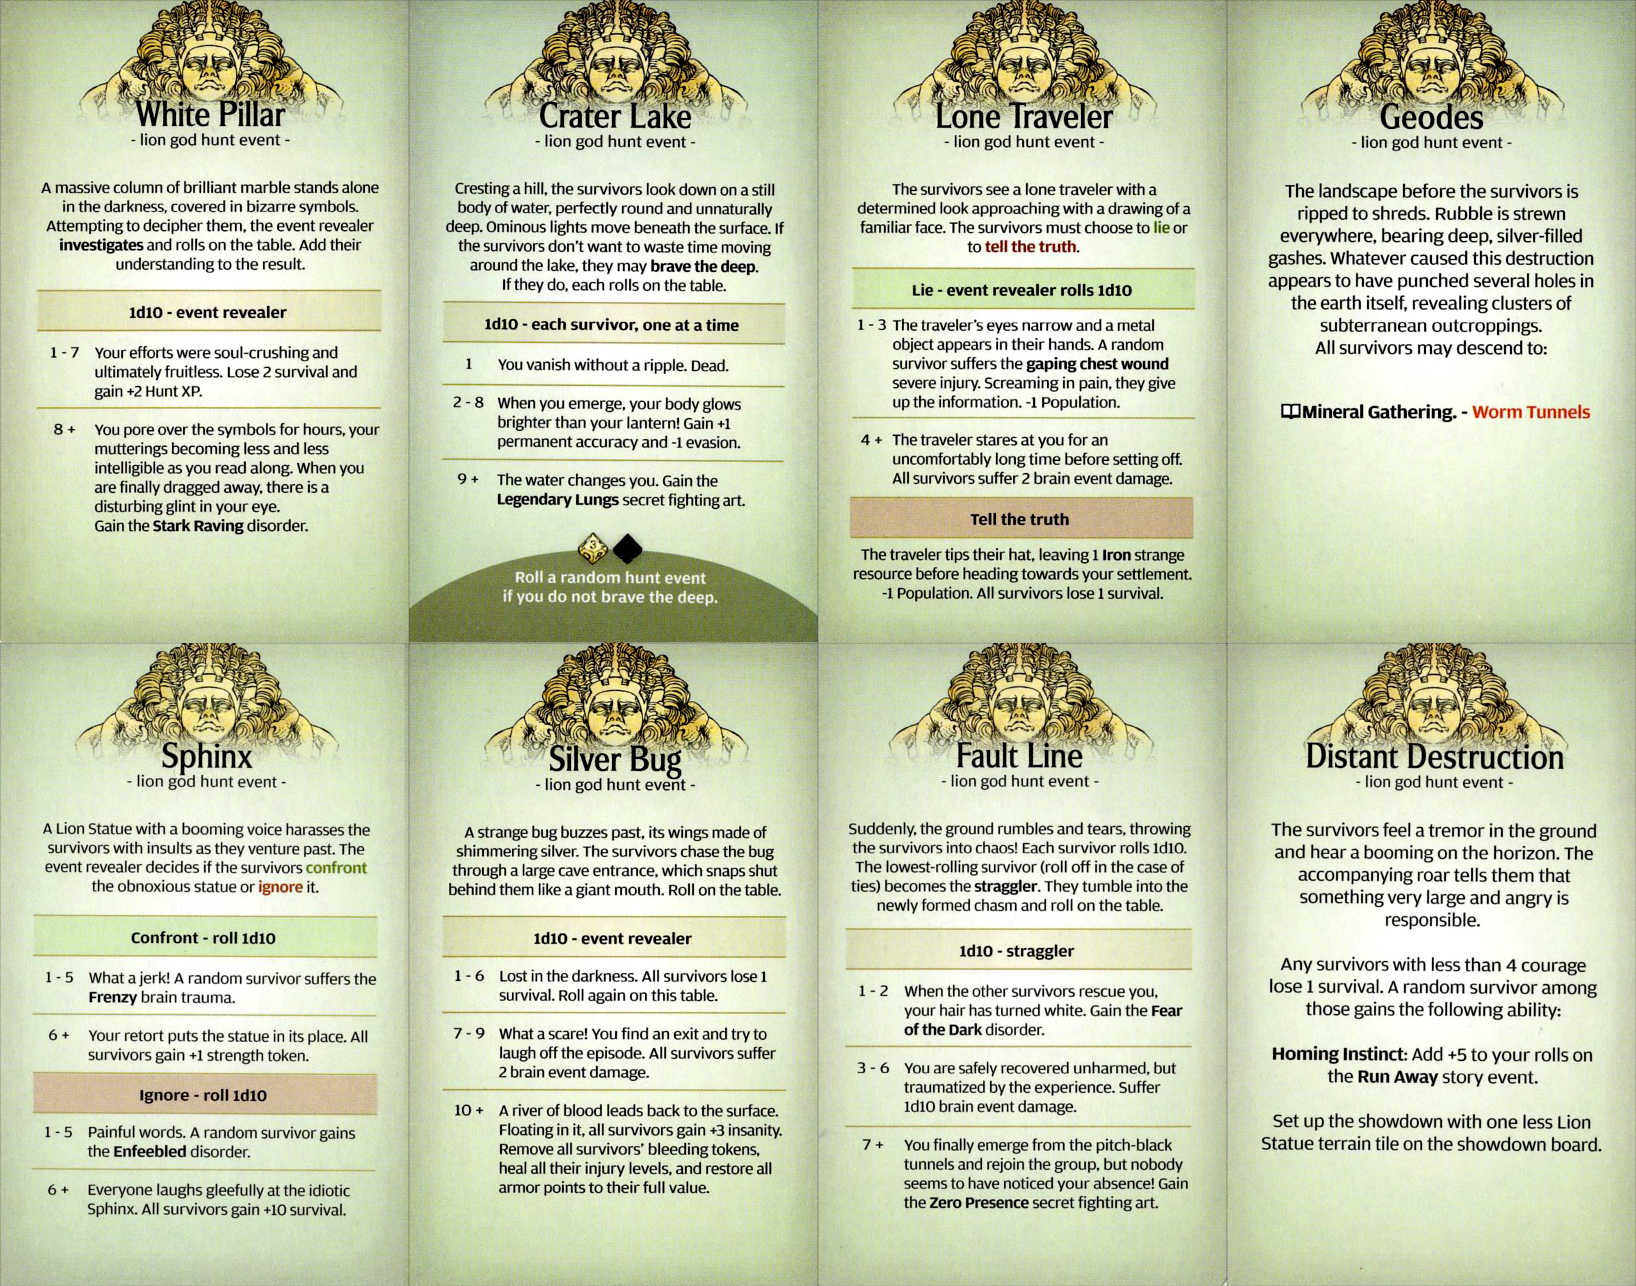 White Pillar
- lion god hunt event -
A massive column of brilliant marble stands alone
in the darkness, covered in bizarre symbols.
Attempting to decipher them, the event revealer
investigates and rolls on the table. Add their
understanding to the result.
1d10 - event revealer
1 - 7 Your efforts were soul-crushing and
ultimately fruitless. Lose 2 survival and
gain +2 Hunt XP.
8 + You pore over the symbols for hours, your
mutterings becoming less and less
intelligible as you read along. When you
are finally dragged away, there is a
disturbing glint in your eye.
Gain the Stark Raving disorder.
Crater Lake
- lion god hunt event -
Cresting a hill, the survivors look down on a still
body of water, perfectly round and unnaturally
deep. Ominous lights move beneath the surface. If
the survivors don't want to waste time moving
around the lake, they may brave the deep.
If they do, each rolls on the table.
1d10 - each survivor, one at a time
1 You vanish without a ripple. Dead.
2 - 8 When you emerge, your body glows
brighter than your lantern! Gain +1
permanent accuracy and -1 evasion.
9 + The water changes you. Gain the
Legendary Lungs secret fighting art.
3
Roll a random hunt event
if you do not brave the deep.
Lone Traveler
- lion god hunt event -
The survivors see a lone traveler with a
determined look approaching with a drawing of a
familiar face. The survivors must choose to lie or
to tell the truth.
Lie - event revealer rolls 1d10
1 - 3 The traveler's eyes narrow and a metal
object appears in their hands. A random
survivor suffers the gaping chest wound
severe injury. Screaming in pain, they give
up the information. -1 Population.
4 + The traveler stares at you for an
uncomfortably long time before setting off.
All survivors suffer 2 brain event damage.
Tell the truth
The traveler tips their hat, leaving 1 Iron strange
resource before heading towards your settlement.
-1 Population. All survivors lose 1 survival.
Geodes
- lion god hunt event -
The landscape before the survivors is
ripped to shreds. Rubble is strewn
everywhere, bearing deep, silver-filled
gashes. Whatever caused this destruction
appears to have punched several holes in
the earth itself, revealing clusters of
subterranean outcroppings.
All survivors may descend to:
Mineral Gathering. - Worm Tunnels
Sphinx
- lion god hunt event -
A Lion Statue with a booming voice harasses the
survivors with insults as they venture past. The
event revealer decides if the survivors confront
the obnoxious statue or ignore it.
Confront - roll 1d10
1 - 5 What a jerk! A random survivor suffers the
Frenzy brain trauma.
6 + Your retort puts the statue in its place. All
survivors gain +1 strength token.
Ignore - roll 1d10
1 - 5 Painful words. A random survivor gains
the Enfeebled disorder.
6 + Everyone laughs gleefully at the idiotic
Sphinx. All survivors gain +10 survival.
Silver Bug
- lion god hunt event -
A strange bug buzzes past, its wings made of
shimmering silver. The survivors chase the bug
through a large cave entrance, which snaps shut
behind them like a giant mouth. Roll on the table.
1d10 - event revealer
1 - 6 Lost in the darkness. All survivors lose 1
survival. Roll again on this table.
7 - 9 What a scare! You find an exit and try to
laugh off the episode. All survivors suffer
2 brain event damage.
10 + A river of blood leads back to the surface.
Floating in it, all survivors gain +3 insanity.
Remove all survivors' bleeding tokens,
heal all their injury levels, and restore all
armor points to their full value.
Fault Line
- lion god hunt event -
Suddenly, the ground rumbles and tears, throwing
the survivors into chaos! Each survivor rolls 1d10.
The lowest-rolling survivor (roll off in the case of
ties) becomes the straggler. They tumble into the
newly formed chasm and roll on the table.
1d10 - straggler
1 - 2 When the other survivors rescue you,
your hair has turned white. Gain the Fear
of the Dark disorder.
3 - 6 You are safely recovered unharmed, but
traumatized by the experience. Suffer
1d10 brain event damage.
7 + You finally emerge from the pitch-black
tunnels and rejoin the group, but nobody
seems to have noticed your absence! Gain
the Zero Presence secret fighting art.
Distant Destruction
- lion god hunt event -
The survivors feel a tremor in the ground
and hear a booming on the horizon. The
accompanying roar tells them that
something very large and angry is
responsible.
Any survivors with less than 4 courage
lose 1 survival. A random survivor among
those gains the following ability:
Homing Instinct: Add +5 to your rolls on
the Run Away story event.
Set up the showdown with one less Lion
Statue terrain tile on the showdown board.